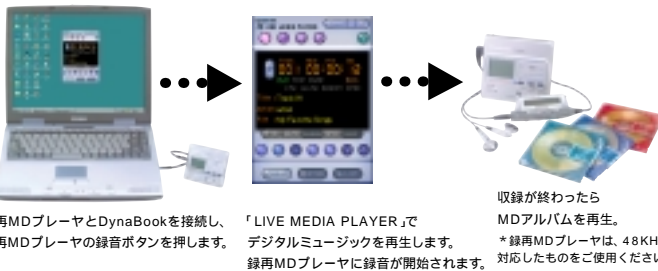 再MDプレーヤとDynaBookを接続し、
再MDプレーヤの録音ボタンを押します。
「LIVE MEDIA PLAYER」で
デジタルミュージックを再生します。
録再MDプレーヤに録音が開始されます。
収録が終わったら
MDアルバムを再生。
*録再MDプレーヤは、48KH
対応したものをご使用くださ